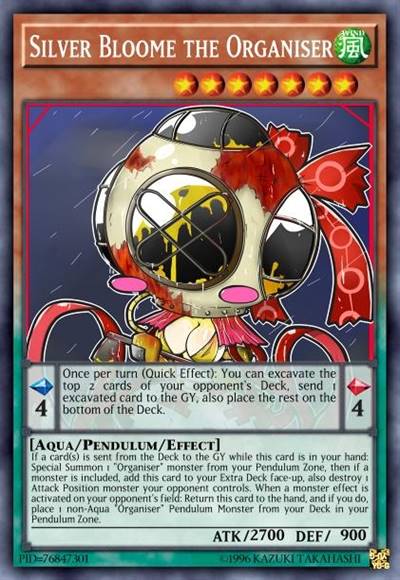 SILVER BLOOME THE ORGANISER
WIND
風
Once per turn (Quick Effect): You can excavate the
top 2 cards of your opponent's Deck, send 1
excavated card to the GY, also place the rest on
the bottom of the Deck.
4
4
[AQUA/PENDULUM/EFFECT]
If a card(s) is sent from the Deck to the GY while this card is in your hand:
Special Summon 1 "Organiser" monster from your Pendulum Zone, then if a
monster is included, add this card to your Extra Deck face-up, also destroy 1
Attack Position monster your opponent controls. When a monster effect is
activated on your opponent's field: Return this card to the hand, and if you do,
place 1 non-Aqua "Organiser" Pendulum Monster from your Deck in your
Pendulum Zone.
ATK/2700 DEF/ 900
PID=76847301
©1996 KAZUKI TAKAHASHI